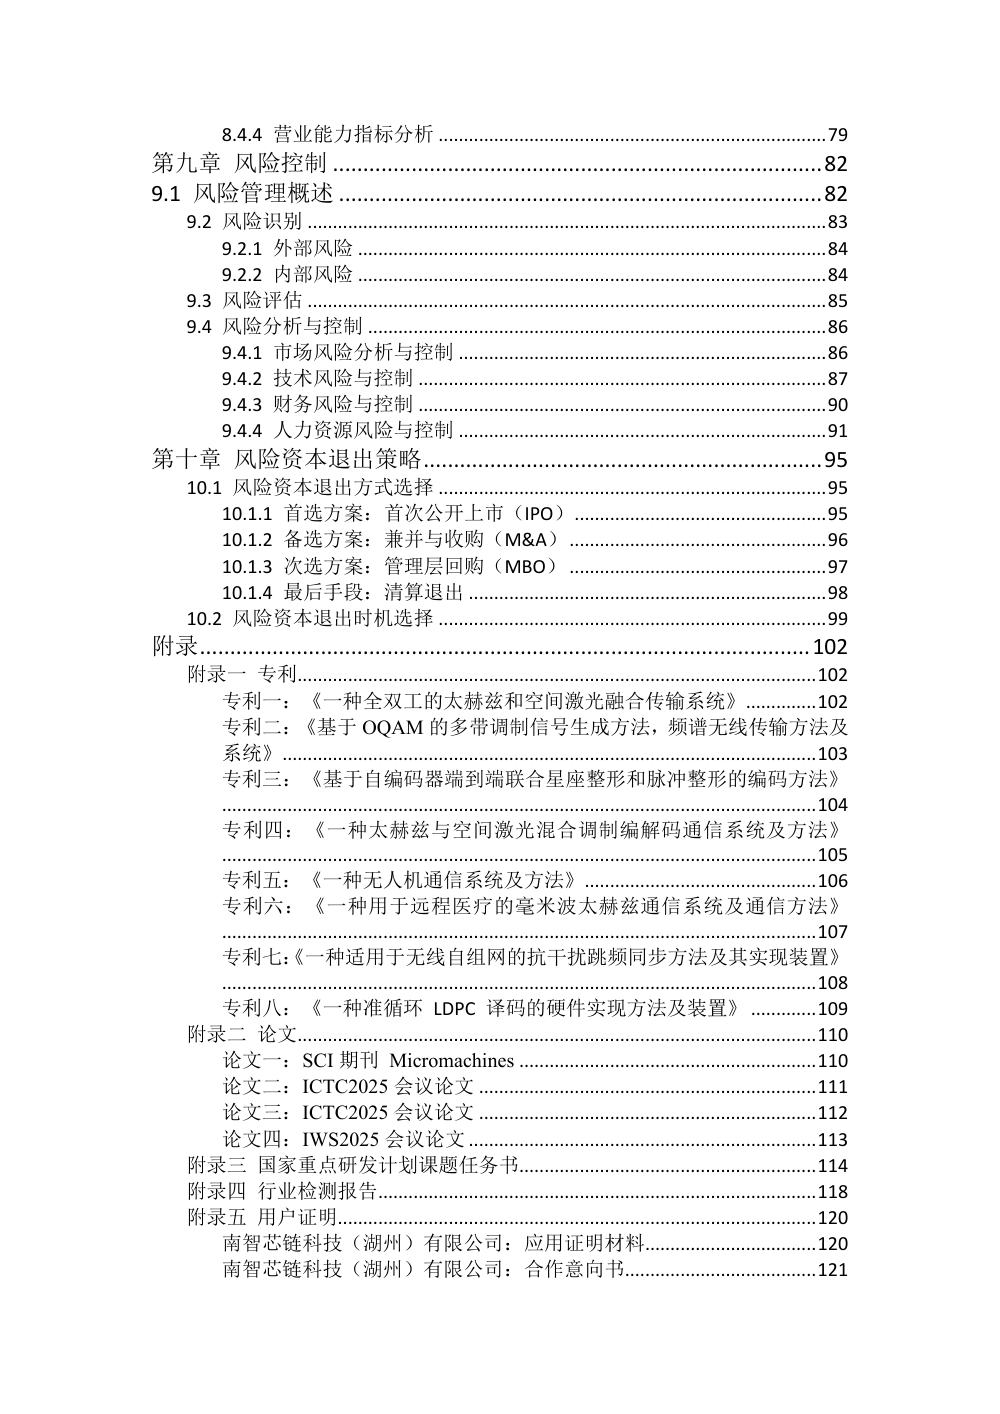 8.4.4 营业能力指标分析 ........ 79
第九章 风险控制 ........ 82
9.1 风险管理概述 ........ 82
9.2 风险识别 ........ 83
9.2.1 外部风险 ........ 84
9.2.2 内部风险 ........ 84
9.3 风险评估 ........ 85
9.4 风险分析与控制 ........ 86
9.4.1 市场风险分析与控制 ........ 86
9.4.2 技术风险与控制 ........ 87
9.4.3 财务风险与控制 ........ 90
9.4.4 人力资源风险与控制 ........ 91
第十章 风险资本退出策略 ........ 95
10.1 风险资本退出方式选择 ........ 95
10.1.1 首选方案：首次公开上市（IPO） ........ 95
10.1.2 备选方案：兼并与收购（M&A） ........ 96
10.1.3 次选方案：管理层回购（MBO） ........ 97
10.1.4 最后手段：清算退出 ........ 98
10.2 风险资本退出时机选择 ........ 99
附录 ........ 102
附录一 专利 ........ 102
专利一：《一种全双工的太赫兹和空间激光融合传输系统》 ........ 102
专利二：《基于 OQAM 的多带调制信号生成方法，频谱无线传输方法及
系统》 ........ 103
专利三：《基于自编码器端到端联合星座整形和脉冲整形的编码方法》
........ 104
专利四：《一种太赫兹与空间激光混合调制编解码通信系统及方法》
........ 105
专利五：《一种无人机通信系统及方法》 ........ 106
专利六：《一种用于远程医疗的毫米波太赫兹通信系统及通信方法》
........ 107
专利七：《一种适用于无线自组网的抗干扰跳频同步方法及其实现装置》
........ 108
专利八：《一种准循环 LDPC 译码的硬件实现方法及装置》 ........ 109
附录二 论文 ........ 110
论文一：SCI 期刊 Micromachines ........ 110
论文二：ICTC2025 会议论文 ........ 111
论文三：ICTC2025 会议论文 ........ 112
论文四：IWS2025 会议论文 ........ 113
附录三 国家重点研发计划课题任务书 ........ 114
附录四 行业检测报告 ........ 118
附录五 用户证明 ........ 120
南智芯链科技（湖州）有限公司：应用证明材料 ........ 120
南智芯链科技（湖州）有限公司：合作意向书 ........ 121